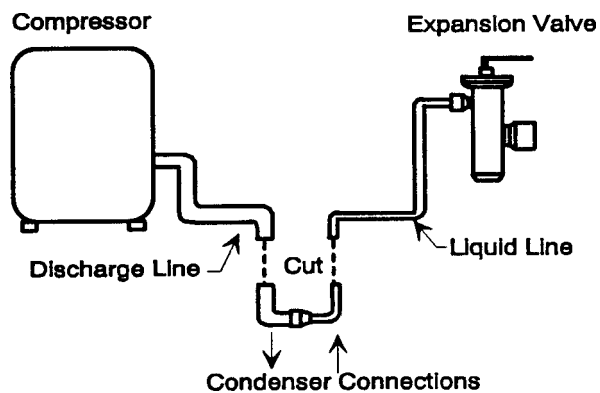 Compressor
Expansion Valve
Discharge Line
Cut
Liquid Line
Condenser Connections